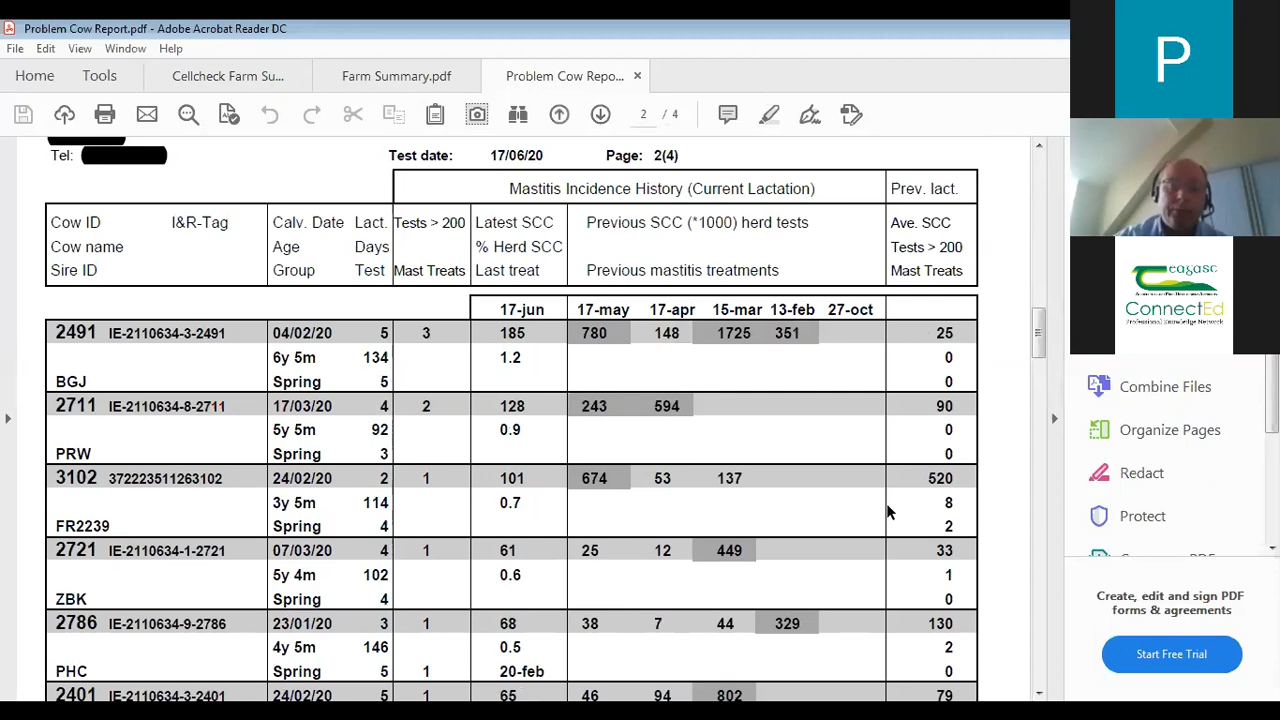 Problem Cow Report.pdf - Adobe Acrobat Reader DC
File Edit View Window Help
Home Tools Cellcheck Farm Su... Farm Summary.pdf Problem Cow Repo... ×
2 / 4
Tel: Test date: 17/06/20 Page: 2(4)
Mastitis Incidence History (Current Lactation) Prev. lact.
Cow ID I&R-Tag Calv. Date Lact. Tests > 200 Latest SCC Previous SCC (*1000) herd tests Ave. SCC
Cow name Age Days % Herd SCC Tests > 200
Sire ID Group Test Mast Treats Last treat Previous mastitis treatments Mast Treats
17-jun 17-may 17-apr 15-mar 13-feb 27-oct
2491 IE-2110634-3-2491 04/02/20 5 3 185 780 148 1725 351 25
6y 5m 134 1.2 0
BGJ Spring 5 0
2711 IE-2110634-8-2711 17/03/20 4 2 128 243 594 90
5y 5m 92 0.9 0
PRW Spring 3 0
3102 372223511263102 24/02/20 2 1 101 674 53 137 520
3y 5m 114 0.7 8
FR2239 Spring 4 2
2721 IE-2110634-1-2721 07/03/20 4 1 61 25 12 449 33
5y 4m 102 0.6 1
ZBK Spring 4 0
2786 IE-2110634-9-2786 23/01/20 3 1 68 38 7 44 329 130
4y 5m 146 0.5 2
PHC Spring 5 1 20-feb 0
2401 IE-2110634-3-2401 24/02/20 5 1 65 46 94 802 79
P
eagasc
ConnectEd
Professional Knowledge Network
Combine Files
Organize Pages
Redact
Protect
Create, edit and sign PDF
forms & agreements
Start Free Trial